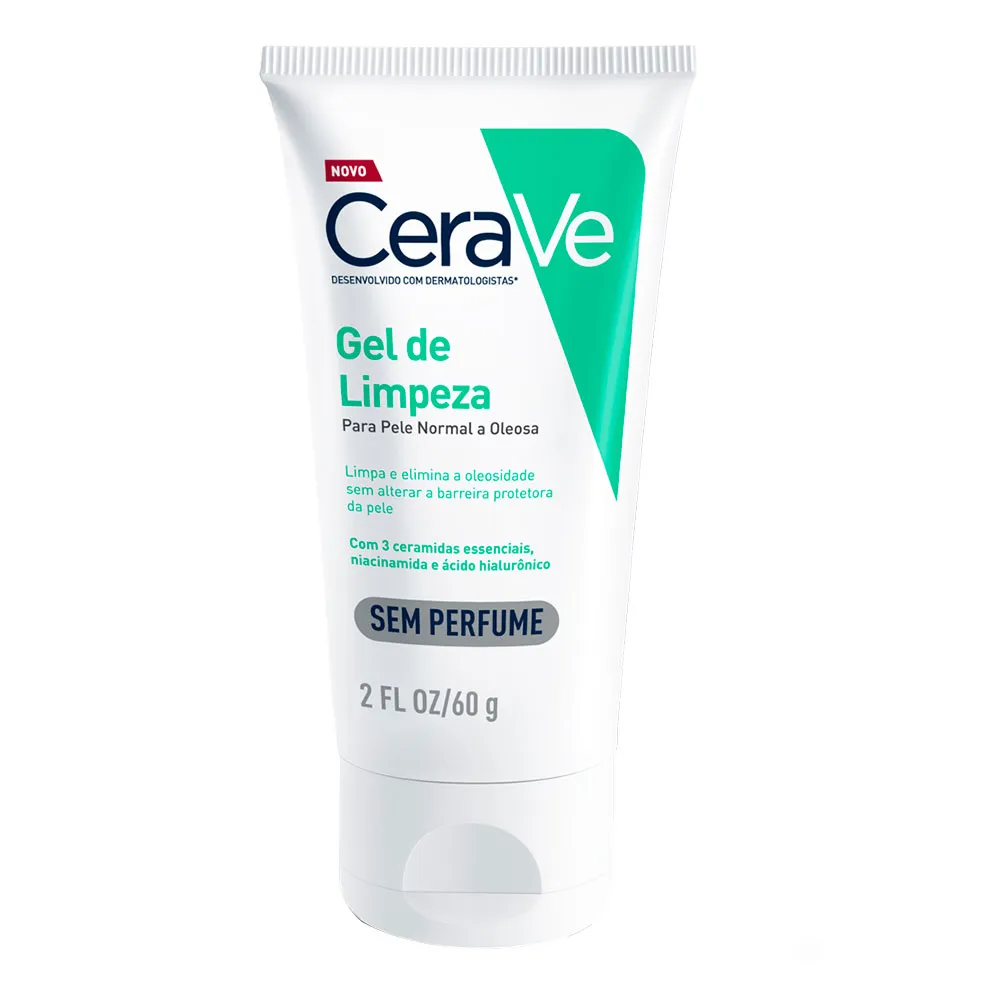 NOVO
CeraVe
DESENVOLVIDO COM DERMATOLOGISTAS*
Gel de
Limpeza
Para Pele Normal a Oleosa
Limpa e elimina a oleosidade
sem alterar a barreira protetora
da pele
Com 3 ceramidas essenciais,
niacinamida e ácido hialurônico
SEM PERFUME
2 FL OZ/60 g